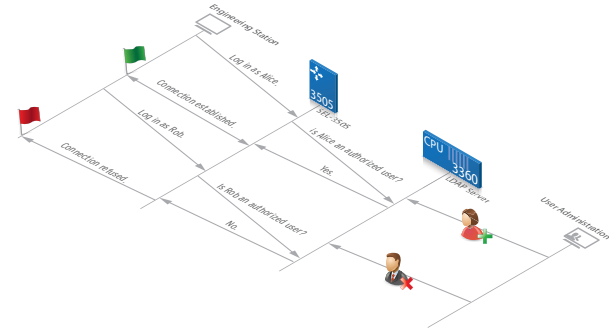 Engineering Station
Log in as Alice.
3505
SEL-3505
Connection established.
Is Alice an authorized user?
CPU
3360
LDAP Server
Log in as Rob.
Yes.
User Administration
Connection refused.
Is Rob an authorized user?
No.